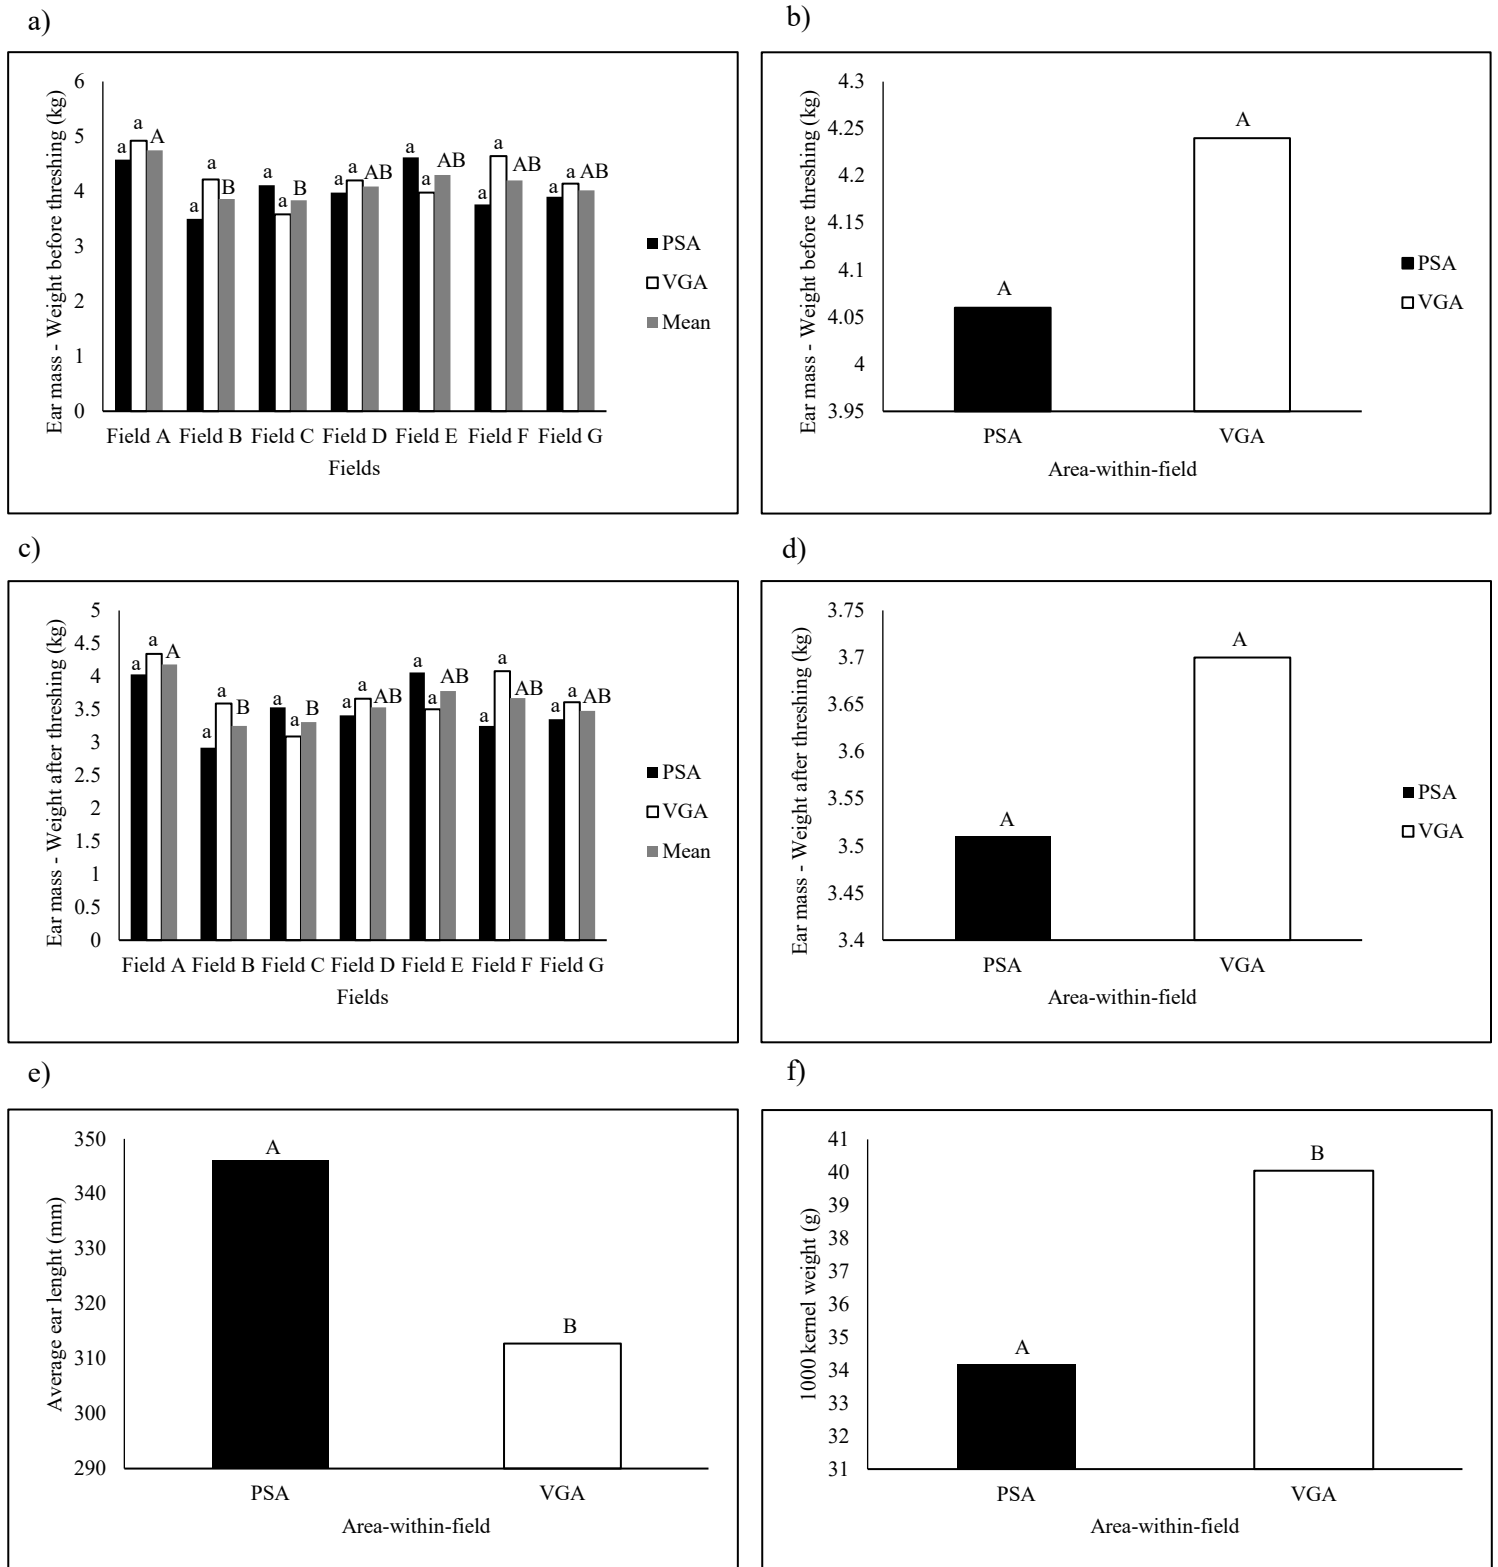 a)
Ear mass - Weight before threshing (kg)
6
5
4
3
2
1
0
a a A
a a B
a a B
a a AB
a a AB
a a AB
a a AB
Field A Field B Field C Field D Field E Field F Field G
Fields
PSA
VGA
Mean
b)
Ear mass - Weight before threshing (kg)
4.3
4.25
4.2
4.15
4.1
4.05
4
3.95
A
A
PSA
VGA
Area-within-field
PSA
VGA
c)
Ear mass - Weight after threshing (kg)
5
4.5
4
3.5
3
2.5
2
1.5
1
0.5
0
a a A
a a B
a a B
a a AB
a a AB
a a AB
a a AB
Field A Field B Field C Field D Field E Field F Field G
Fields
PSA
VGA
Mean
d)
Ear mass - Weight after threshing (kg)
3.75
3.7
3.65
3.6
3.55
3.5
3.45
3.4
A
A
PSA
VGA
Area-within-field
PSA
VGA
e)
Average ear lenght (mm)
350
340
330
320
310
300
290
A
B
PSA
VGA
Area-within-field
f)
1000 kernel weight (g)
41
40
39
38
37
36
35
34
33
32
31
A
B
PSA
VGA
Area-within-field